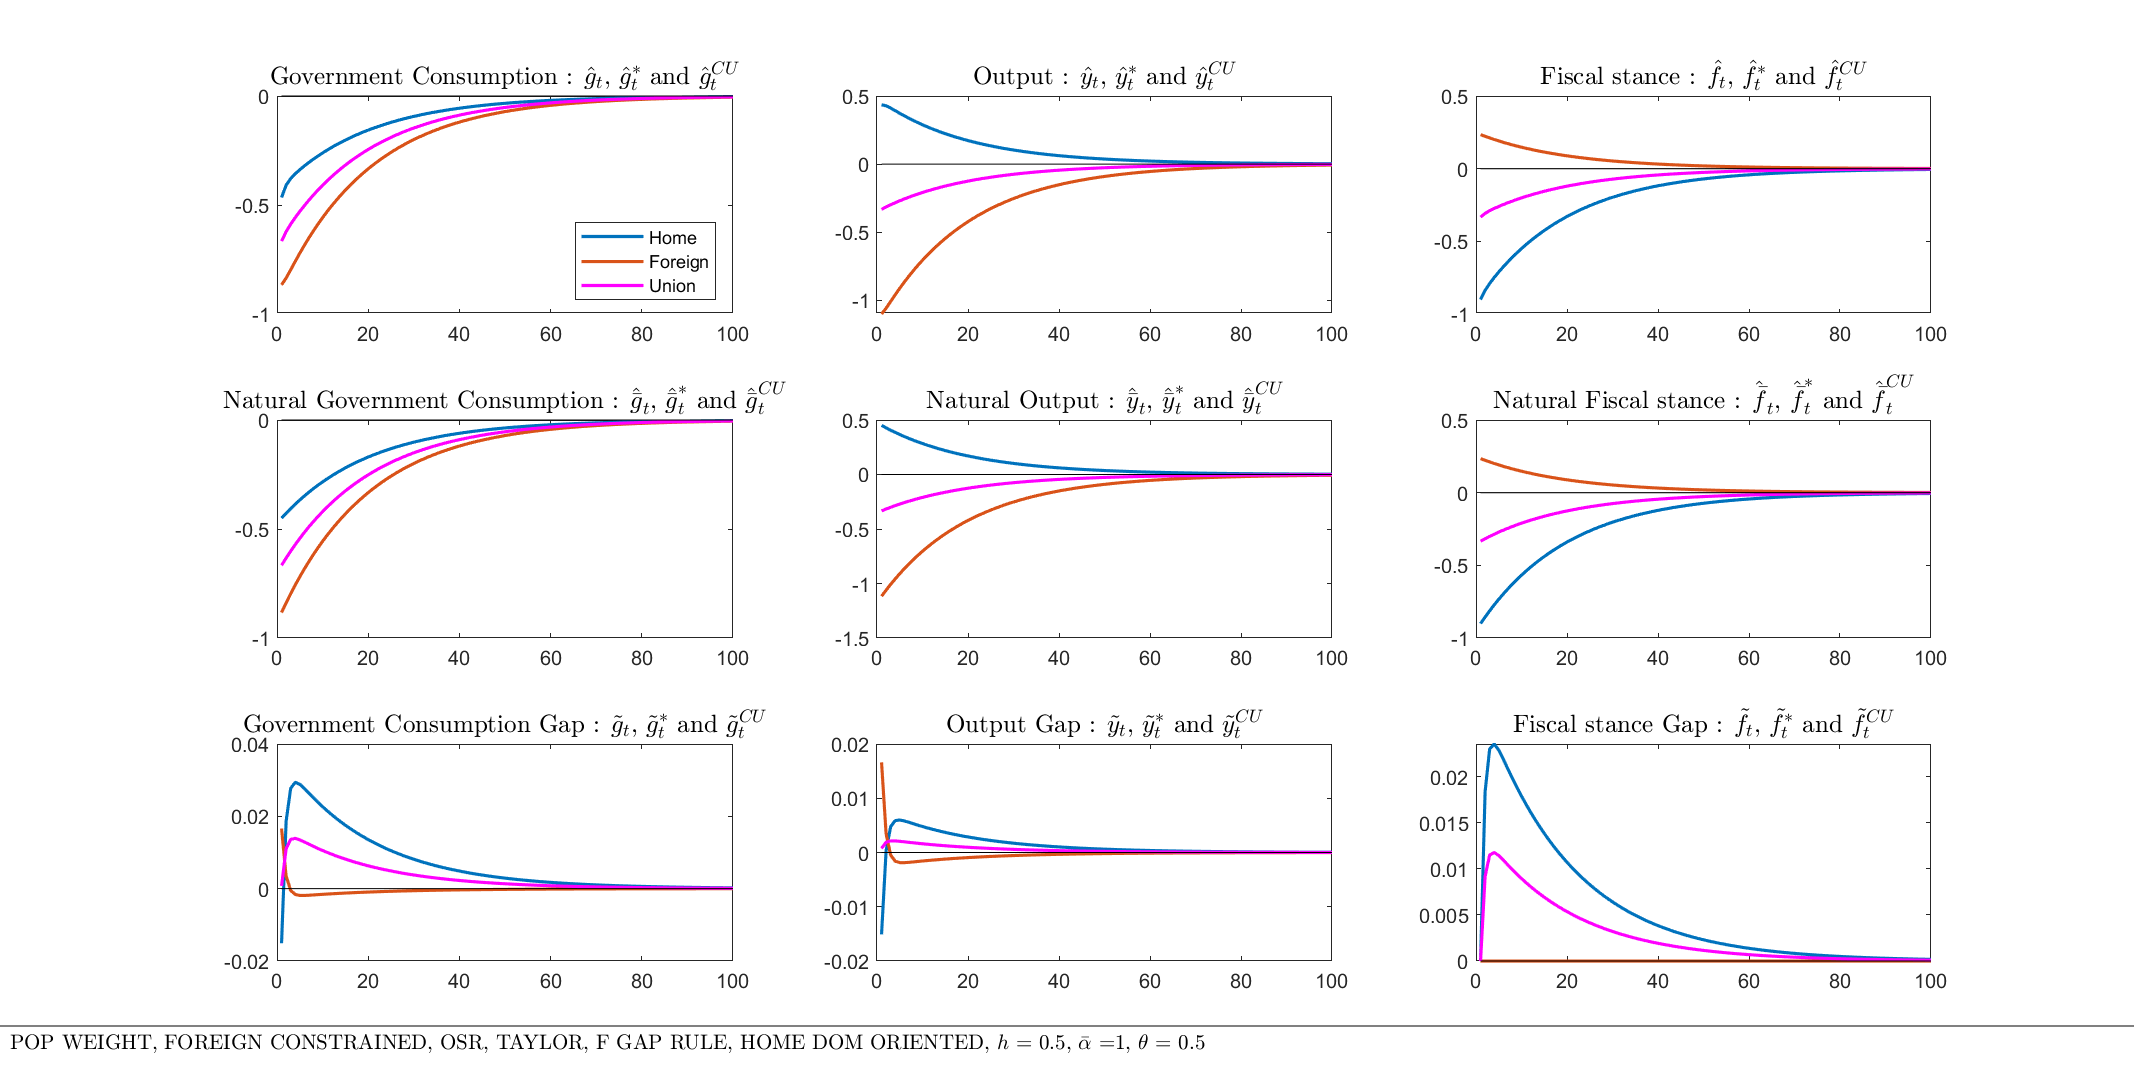 Government Consumption : ĝₜ, ĝₜ* and ĝₜᶜᵁ
Output : ŷₜ, ŷₜ* and ŷₜᶜᵁ
Fiscal stance : f̂ₜ, f̂ₜ* and f̂ₜᶜᵁ
0
-0.5
-1
0 20 40 60 80 100
Home
Foreign
Union
0.5
0
-0.5
-1
0 20 40 60 80 100
0.5
0
-0.5
-1
0 20 40 60 80 100
Natural Government Consumption : ĝ̄ₜ, ĝ̄ₜ* and ĝ̄ₜᶜᵁ
Natural Output : ŷ̄ₜ, ŷ̄ₜ* and ŷ̄ₜᶜᵁ
Natural Fiscal stance : f̄̂ₜ, f̄̂ₜ* and f̄̂ₜᶜᵁ
0
-0.5
-1
0 20 40 60 80 100
0.5
0
-0.5
-1
-1.5
0 20 40 60 80 100
0.5
0
-0.5
-1
0 20 40 60 80 100
Government Consumption Gap : g̃ₜ, g̃ₜ* and g̃ₜᶜᵁ
Output Gap : ỹₜ, ỹₜ* and ỹₜᶜᵁ
Fiscal stance Gap : f̃ₜ, f̃ₜ* and f̃ₜᶜᵁ
0.04
0.02
0
-0.02
0 20 40 60 80 100
0.02
0.01
0
-0.01
-0.02
0 20 40 60 80 100
0.02
0.015
0.01
0.005
0
0 20 40 60 80 100
POP WEIGHT, FOREIGN CONSTRAINED, OSR, TAYLOR, F GAP RULE, HOME DOM ORIENTED, h = 0.5, ᾱ =1, θ = 0.5